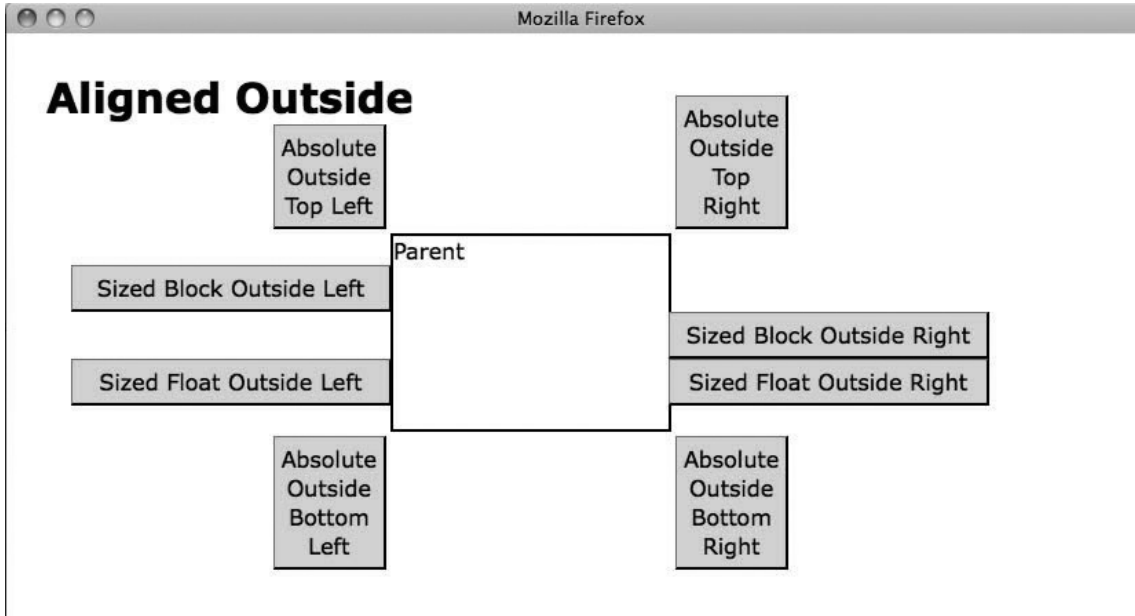 Mozilla Firefox
Aligned Outside
Absolute
Outside
Top Left
Absolute
Outside
Top
Right
Parent
Sized Block Outside Left
Sized Block Outside Right
Sized Float Outside Left
Sized Float Outside Right
Absolute
Outside
Bottom
Left
Absolute
Outside
Bottom
Right